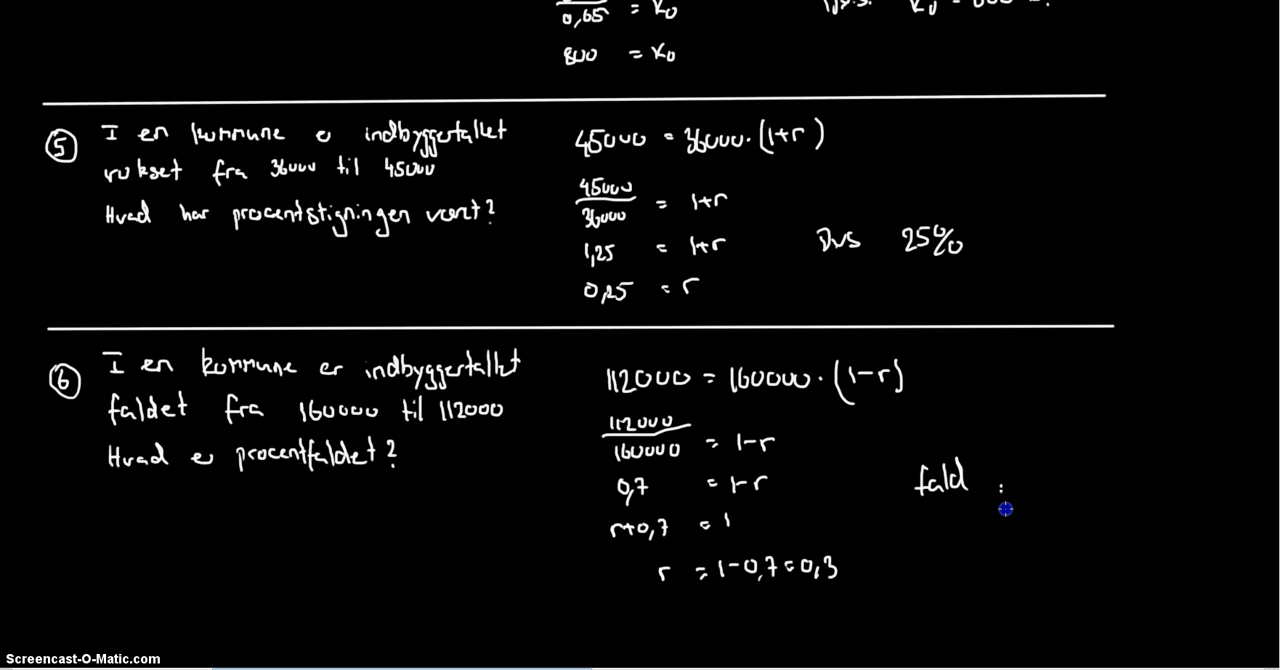 0,65 = K₀
800 = K₀
5 I en kommune e indbyggertallet 45000 = 36000·(1+r)
vokset fra 36000 til 45000
45000/36000 = 1+r
Hvad har procentstigningen vært?
1,25 = 1+r Dvs 25%
0,25 = r
6 I en kommune er indbyggertallet
112000 = 160000·(1-r)
faldet fra 160000 til 112000
112000/160000 = 1-r
Hvad er procentfaldet?
0,7 = 1-r fald :
r+0,7 = 1
r = 1-0,7=0,3
Screencast-O-Matic.com